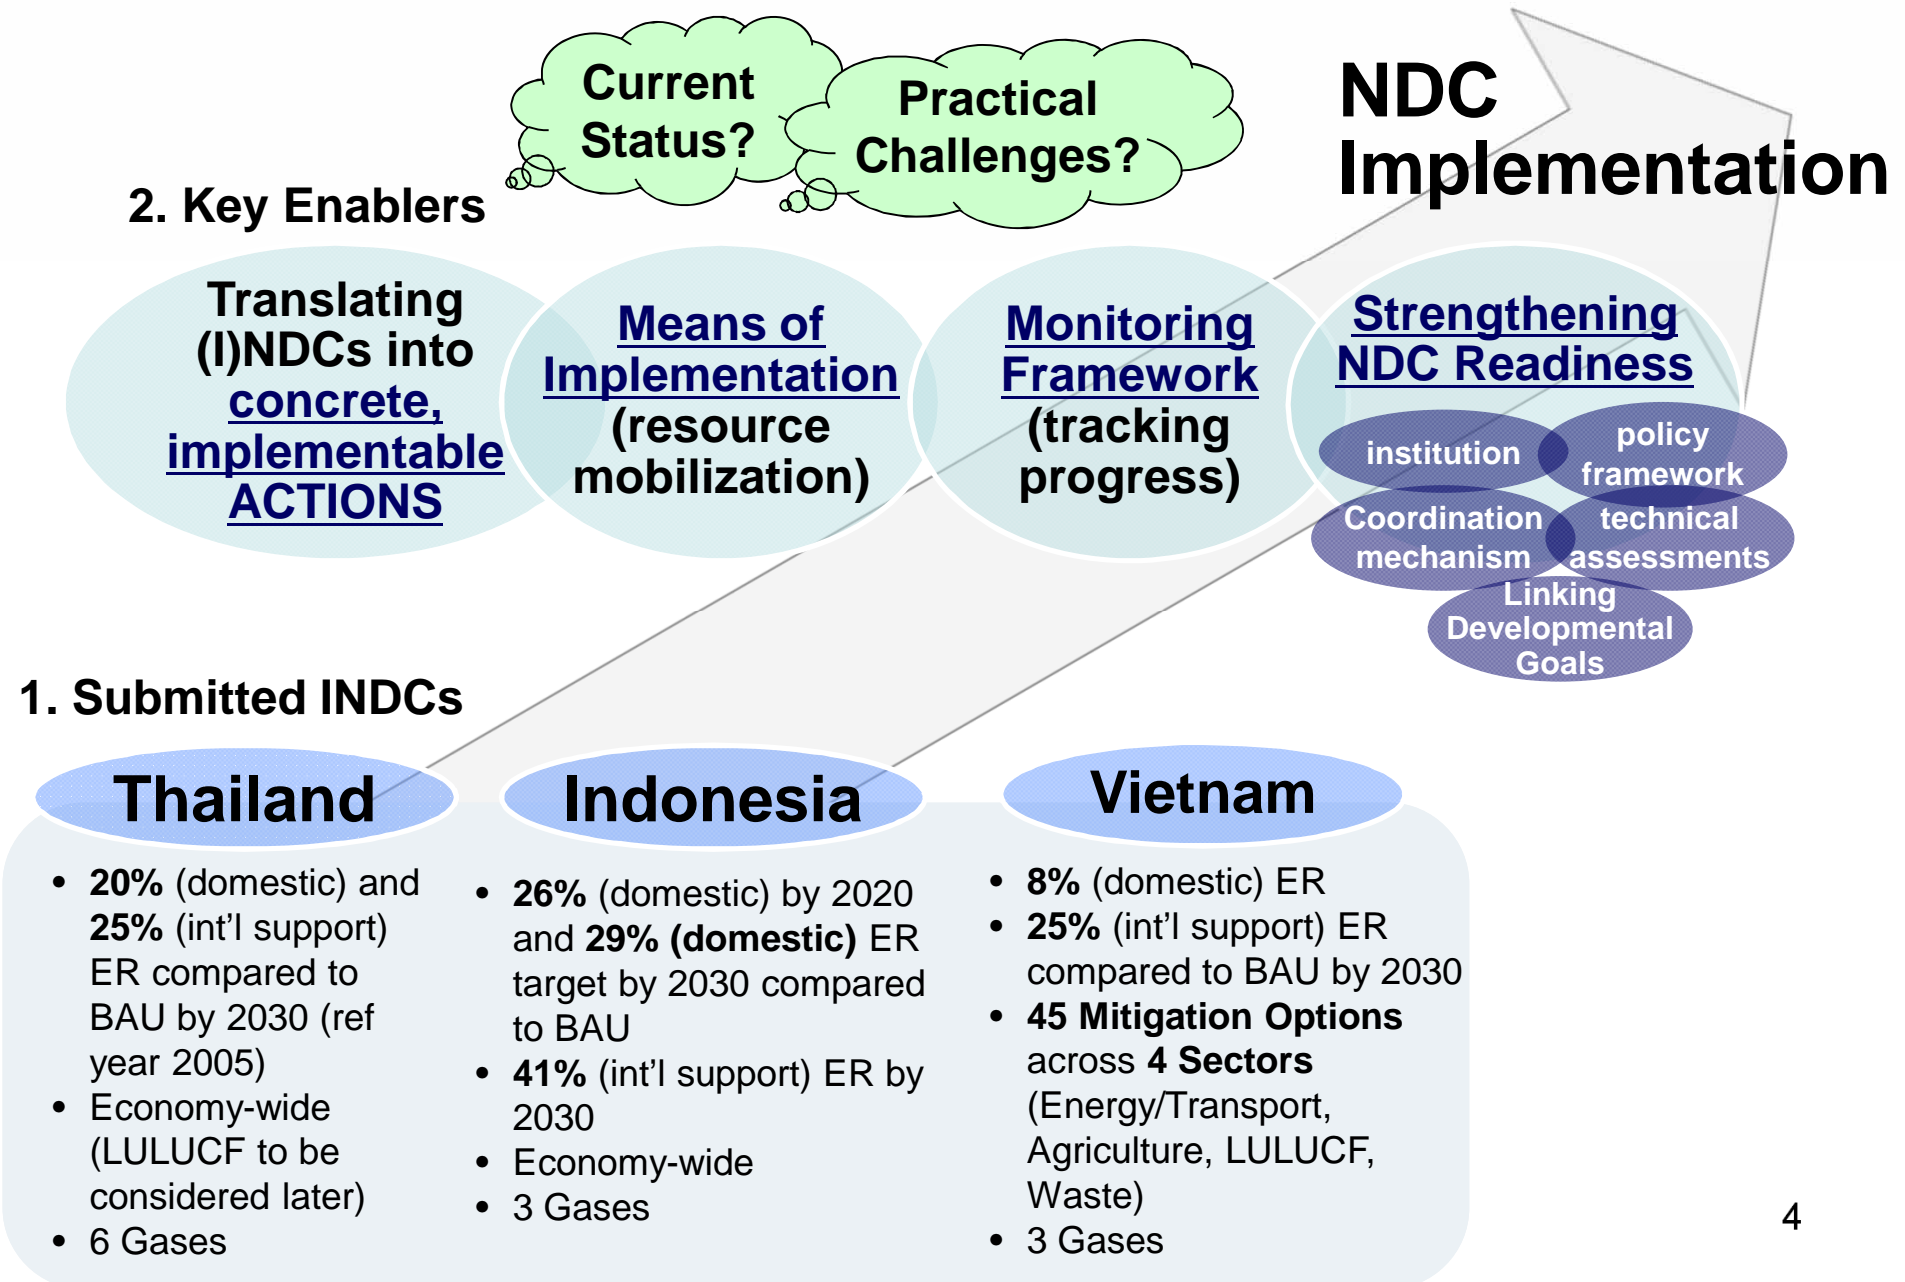 Current
Status?
Practical
Challenges?
NDC
Implementation
2. Key Enablers
Translating
(I)NDCs into
concrete,
implementable
ACTIONS
Means of
Implementation
(resource
mobilization)
Monitoring
Framework
(tracking
progress)
Strengthening
NDC Readiness
institution
policy
framework
Coordination
mechanism
technical
assessments
Linking
Developmental
Goals
1. Submitted INDCs
Thailand
• 20% (domestic) and
25% (int'l support)
ER compared to
BAU by 2030 (ref
year 2005)
• Economy-wide
(LULUCF to be
considered later)
• 6 Gases
Indonesia
• 26% (domestic) by 2020
and 29% (domestic) ER
target by 2030 compared
to BAU
• 41% (int'l support) ER by
2030
• Economy-wide
• 3 Gases
Vietnam
• 8% (domestic) ER
• 25% (int'l support) ER
compared to BAU by 2030
• 45 Mitigation Options
across 4 Sectors
(Energy/Transport,
Agriculture, LULUCF,
Waste)
• 3 Gases
4